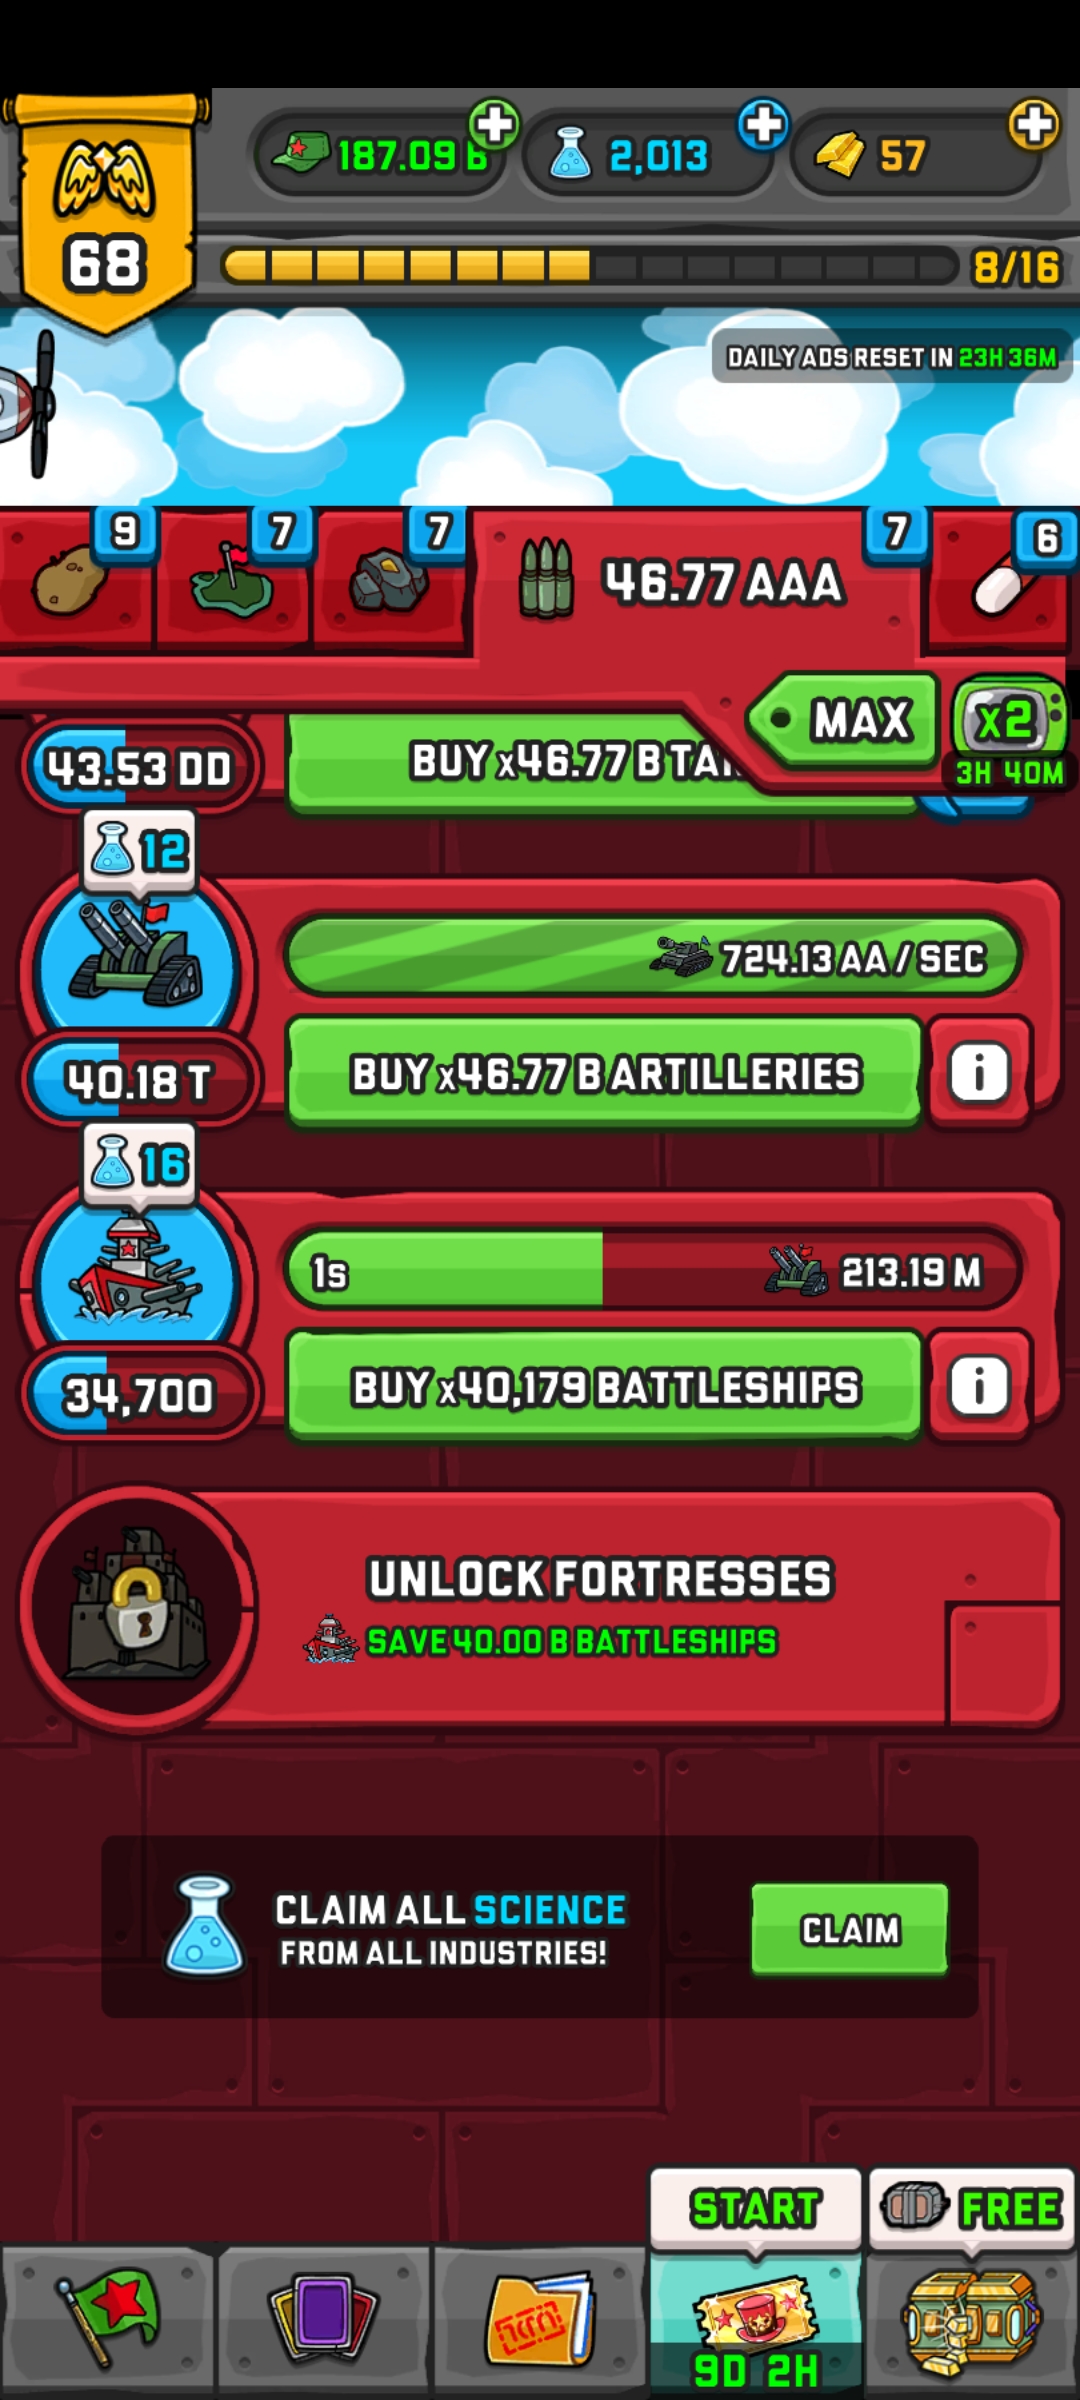 187.09 B
2,013
57
68
8/16
DAILY ADS RESET IN 23H 36M
9
7
7
46.77 AAA
7
6
MAX
x2
3H 40M
43.53 DD
BUY x46.77 B
12
724.13 AA / SEC
40.18 T
BUY x46.77 B ARTILLERIES
i
16
1s
213.19 M
34,700
BUY x40,179 BATTLESHIPS
i
UNLOCK FORTRESSES
SAVE 40.00 B BATTLESHIPS
CLAIM ALL SCIENCE
FROM ALL INDUSTRIES!
CLAIM
START
FREE
9D 2H